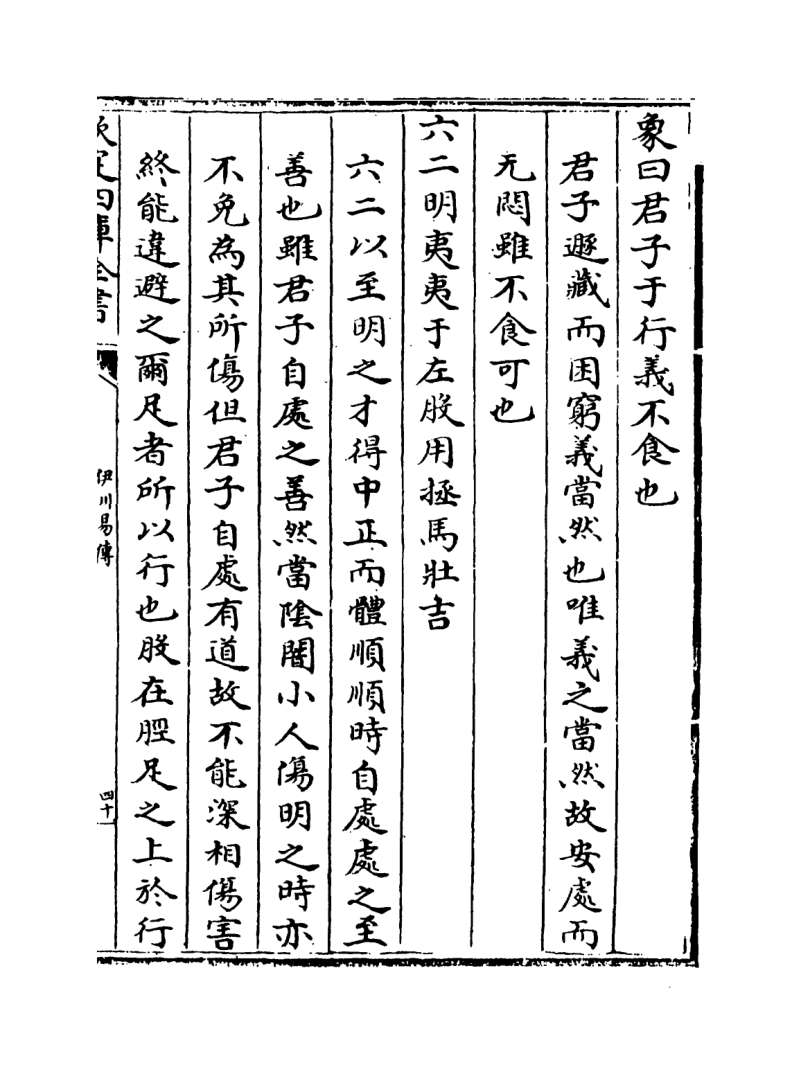 象曰君子于行義不食也
君子遯藏而困窮義當然也唯義之當然故安處而
无悶雖不食可也
六二明夷夷于左股用拯馬壯吉
六二以至明之才得中正而體順順時自處處之至
善也雖君子自處之善然當陰闇小人傷明之時亦
不免為其所傷但君子自處有道故不能深相傷害
終能違避之爾足者所以行也股在脛足之上於行
欽定四庫全書
伊川易傳
四十